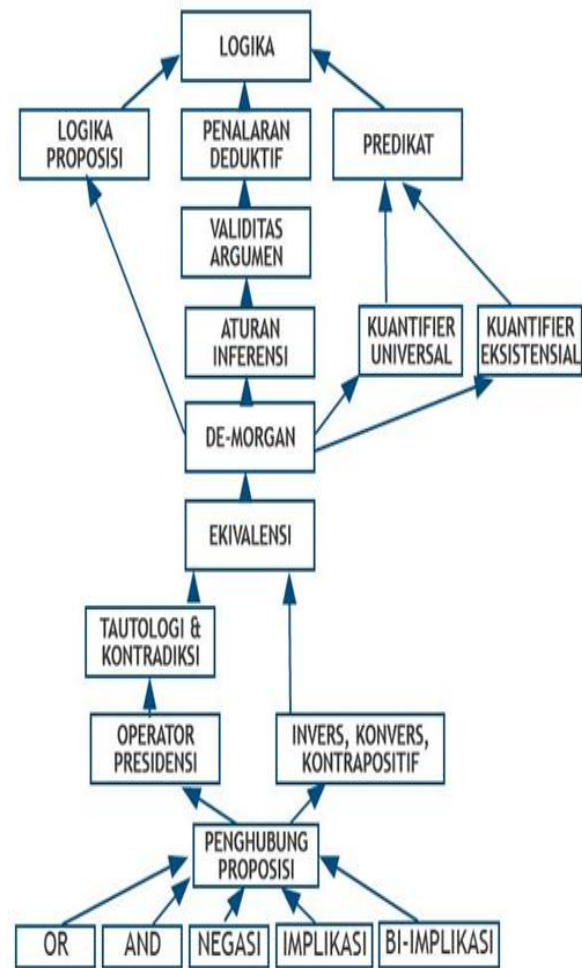 LOGIKA
LOGIKA
PROPOSISI
PENALARAN
DEDUKTIF
PREDIKAT
VALIDITAS
ARGUMEN
ATURAN
INFERENSI
KUANTIFIER
UNIVERSAL
KUANTIFIER
EKSISTENSIAL
DE-MORGAN
EKIVALENSI
TAUTOLOGI &
KONTRADIKSI
OPERATOR
PRESIDENSI
INVERS, KONVERS,
KONTRAPOSITIF
PENGHUBUNG
PROPOSISI
OR
AND
NEGASI
IMPLIKASI
BI-IMPLIKASI